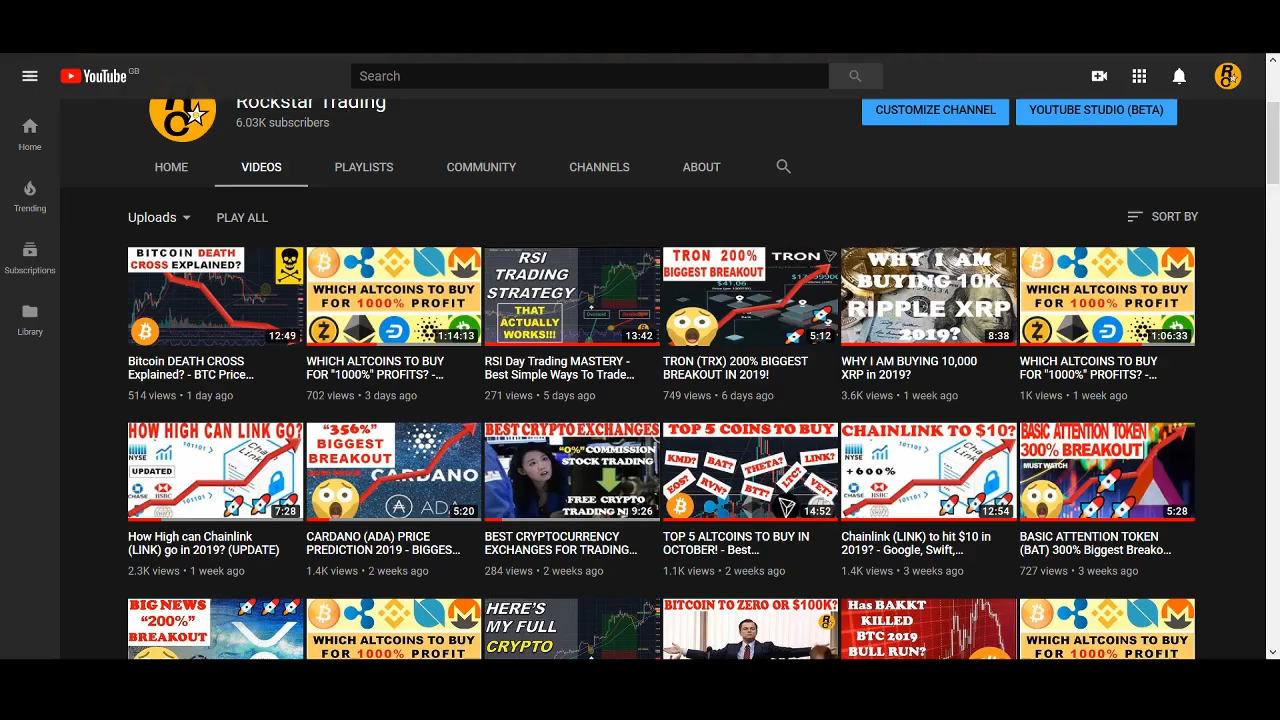 YouTube GB
Search
Rockstar Trading
6.03K subscribers
CUSTOMIZE CHANNEL
YOUTUBE STUDIO (BETA)
HOME VIDEOS PLAYLISTS COMMUNITY CHANNELS ABOUT
Home
Trending
Subscriptions
Library
Uploads
PLAY ALL
SORT BY
BITCOIN DEATH
CROSS EXPLAINED?
12:49
Bitcoin DEATH CROSS
Explained? - BTC Price...
514 views • 1 day ago
WHICH ALTCOINS TO BUY
FOR 1000% PROFIT
1:14:13
WHICH ALTCOINS TO BUY
FOR "1000%" PROFITS? -...
702 views • 3 days ago
RSI
TRADING
STRATEGY
THAT
ACTUALLY
WORKS!!!
13:42
RSI Day Trading MASTERY -
Best Simple Ways To Trade...
271 views • 5 days ago
TRON 200%
BIGGEST BREAKOUT
TRON
$41.06
5:12
TRON (TRX) 200% BIGGEST
BREAKOUT IN 2019!
749 views • 6 days ago
WHY I AM
BUYING 10K
RIPPLE XRP
2019?
8:38
WHY I AM BUYING 10,000
XRP in 2019?
3.6K views • 1 week ago
WHICH ALTCOINS TO BUY
FOR 1000% PROFIT
1:06:33
WHICH ALTCOINS TO BUY
FOR "1000%" PROFITS? -...
1K views • 1 week ago
HOW HIGH CAN LINK GO?
NYSE
UPDATED
CHASE
HSBC
101101
Chain
Link
7:28
How High can Chainlink
(LINK) go in 2019? (UPDATE)
2.3K views • 1 week ago
"356%"
BIGGEST
BREAKOUT
CARDANO
ADA
5:20
CARDANO (ADA) PRICE
PREDICTION 2019 - BIGGES...
1.4K views • 2 weeks ago
BEST CRYPTO EXCHANGES
"0%" COMMISSION
STOCK TRADING
FREE CRYPTO
TRADING
9:26
BEST CRYPTOCURRENCY
EXCHANGES FOR TRADING...
284 views • 2 weeks ago
TOP 5 COINS TO BUY
KMD? BAT? THETA? LINK?
EOS? RVN? BTT? LTC? VET?
14:52
TOP 5 ALTCOINS TO BUY IN
OCTOBER! - Best...
1.1K views • 2 weeks ago
CHAINLINK TO $10?
NYSE
+600%
CHASE
HSBC
101101
Chain
Link
12:54
Chainlink (LINK) to hit $10 in
2019? - Google, Swift,...
1.4K views • 3 weeks ago
BASIC ATTENTION TOKEN
300% BREAKOUT
MUST WATCH
5:28
BASIC ATTENTION TOKEN
(BAT) 300% Biggest Breako...
727 views • 3 weeks ago
BIG NEWS
"200%"
BREAKOUT
WHICH ALTCOINS TO BUY
FOR 1000% PROFIT
HERE'S
MY FULL
CRYPTO
BITCOIN TO ZERO OR $100K?
Has BAKKT
KILLED
BTC 2019
BULL RUN?
WHICH ALTCOINS TO BUY
FOR 1000% PROFIT